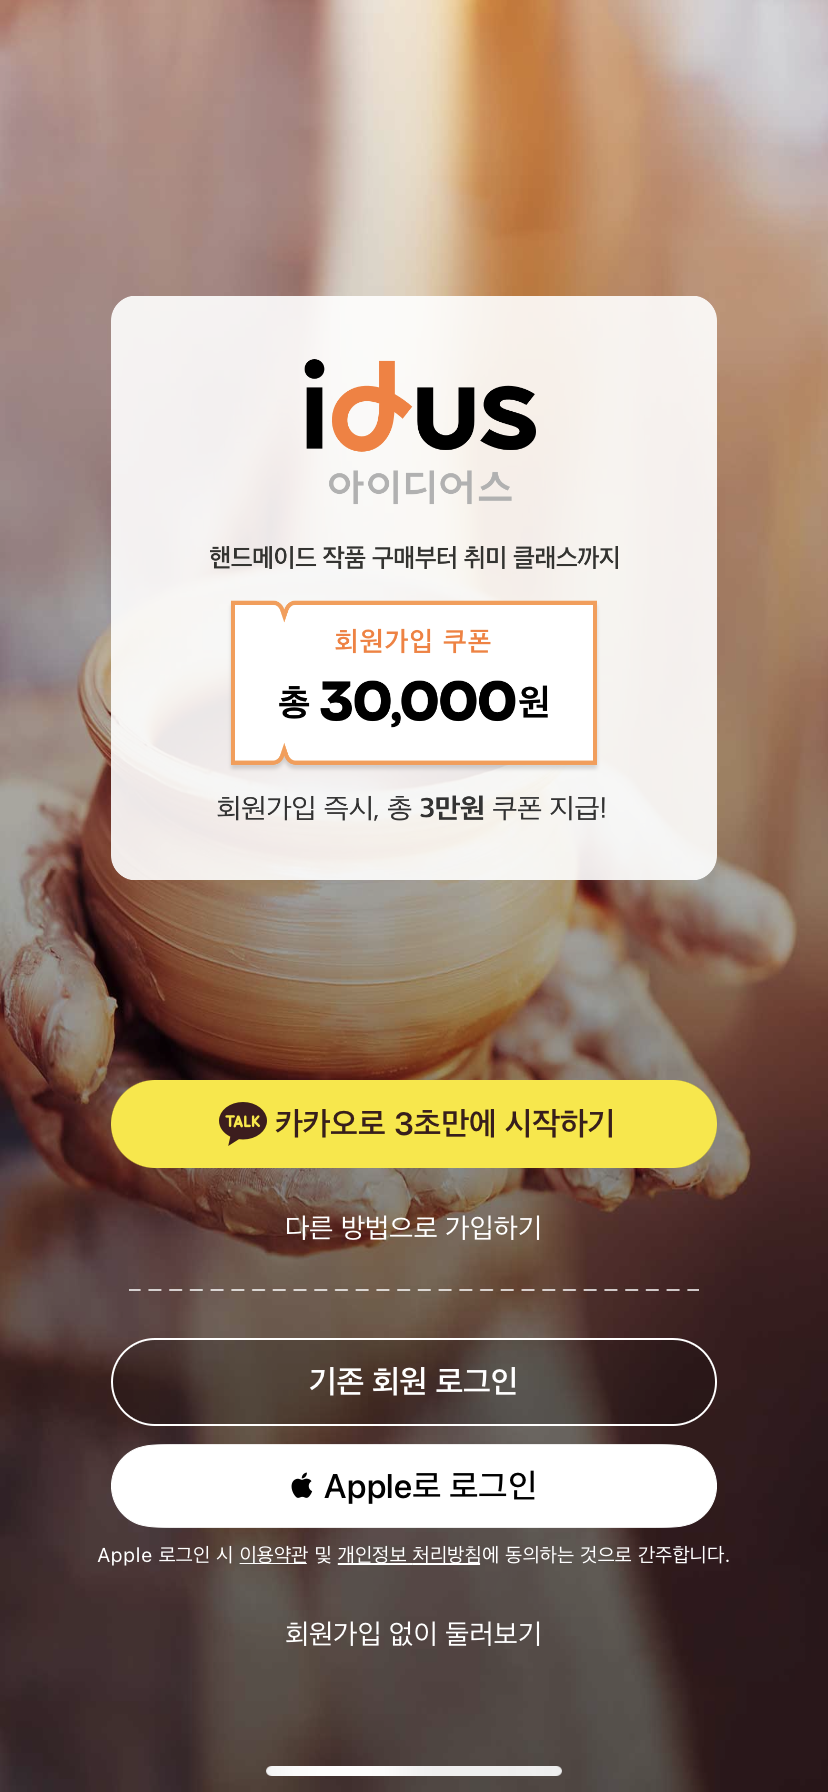 idus
아이디어스
핸드메이드 작품 구매부터 취미 클래스까지
회원가입 쿠폰
총 30,000원
회원가입 즉시, 총 3만원 쿠폰 지급!
TALK 카카오로 3초만에 시작하기
다른 방법으로 가입하기
기존 회원 로그인
Apple로 로그인
Apple 로그인 시 이용약관 및 개인정보 처리방침에 동의하는 것으로 간주합니다.
회원가입 없이 둘러보기